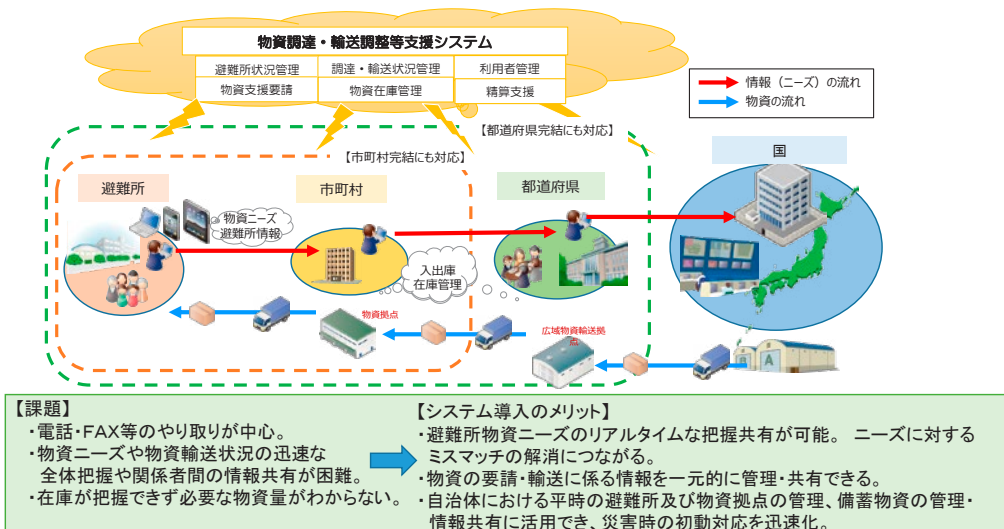 物資調達・輸送調整等支援システム
避難所状況管理 調達・輸送状況管理 利用者管理
物資支援要請 物資在庫管理 精算支援
情報（ニーズ）の流れ
物資の流れ
【都道府県完結にも対応】
【市町村完結にも対応】
国
避難所
市町村
都道府県
物資ニーズ
避難所情報
入出庫
在庫管理
物資拠点
広域物資輸送拠
点
A
【課題】
・電話・FAX等のやり取りが中心。
・物資ニーズや物資輸送状況の迅速な
全体把握や関係者間の情報共有が困難。
・在庫が把握できず必要な物資量がわからない。
【システム導入のメリット】
・避難所物資ニーズのリアルタイムな把握共有が可能。 ニーズに対する
ミスマッチの解消につながる。
・物資の要請・輸送に係る情報を一元的に管理・共有できる。
・自治体における平時の避難所及び物資拠点の管理、備蓄物資の管理・
情報共有に活用でき、災害時の初動対応を迅速化。